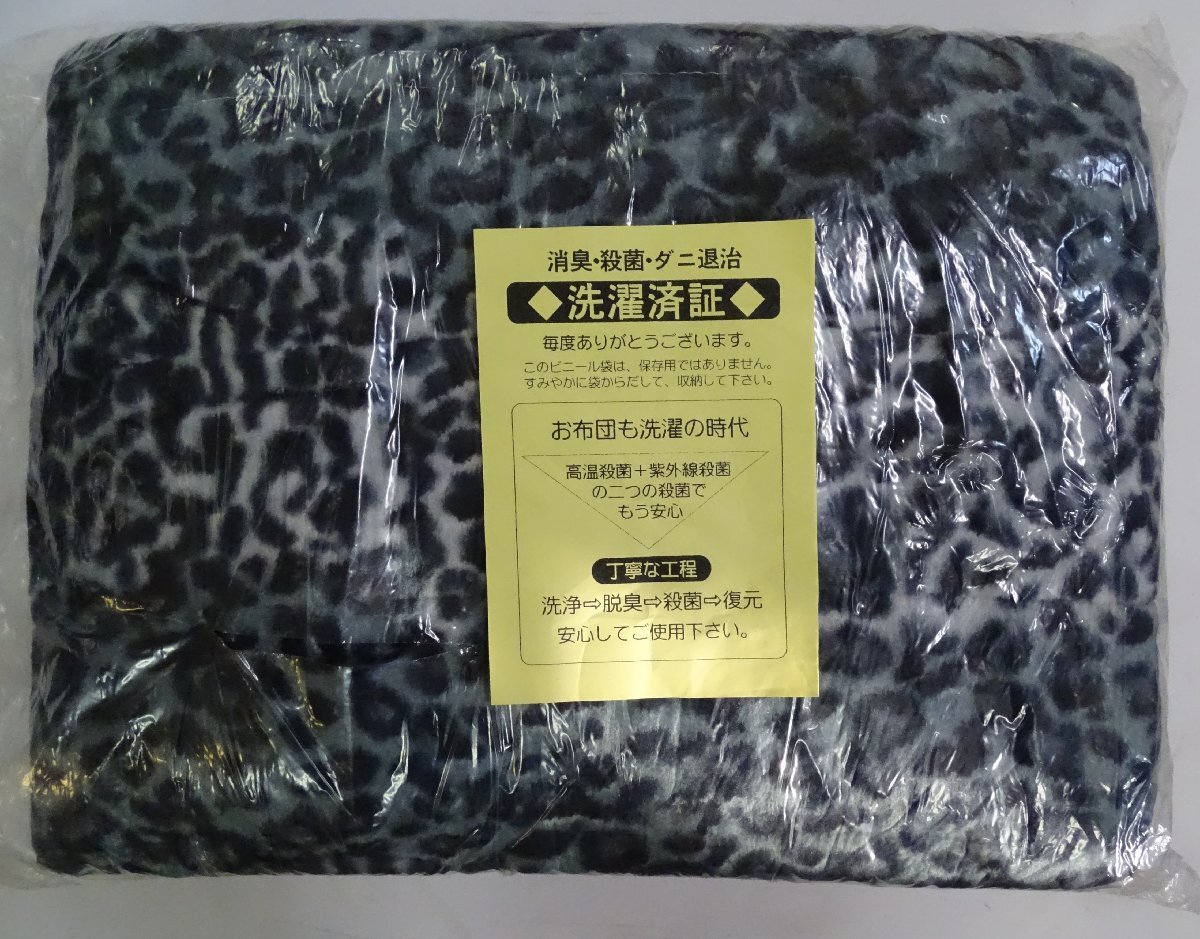 消臭・殺菌・ダニ退治
◆洗濯済証◆
毎度ありがとうございます。
このビニール袋は、保存用ではありません。
すみやかに袋からだして、収納して下さい。
お布団も洗濯の時代
高温殺菌＋紫外線殺菌
の二つの殺菌で
もう安心
丁寧な工程
洗浄⇨脱臭⇨殺菌⇨復元
安心してご使用下さい。